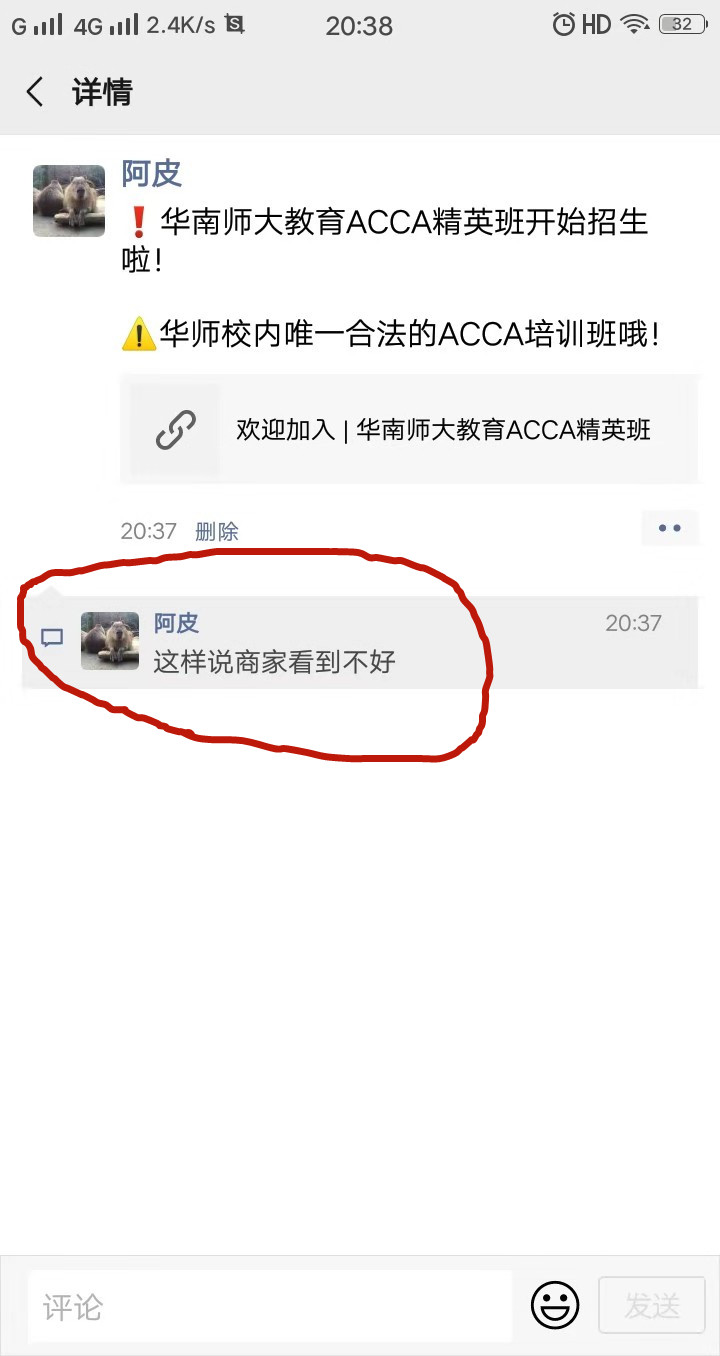 G 4G 2.4K/s 20:38 HD 32
详情
阿皮
❗华南师大教育ACCA精英班开始招生
啦！
⚠️华师校内唯一合法的ACCA培训班哦！
欢迎加入 | 华南师大教育ACCA精英班
20:37 删除
阿皮 20:37
这样说商家看到不好
评论 发送